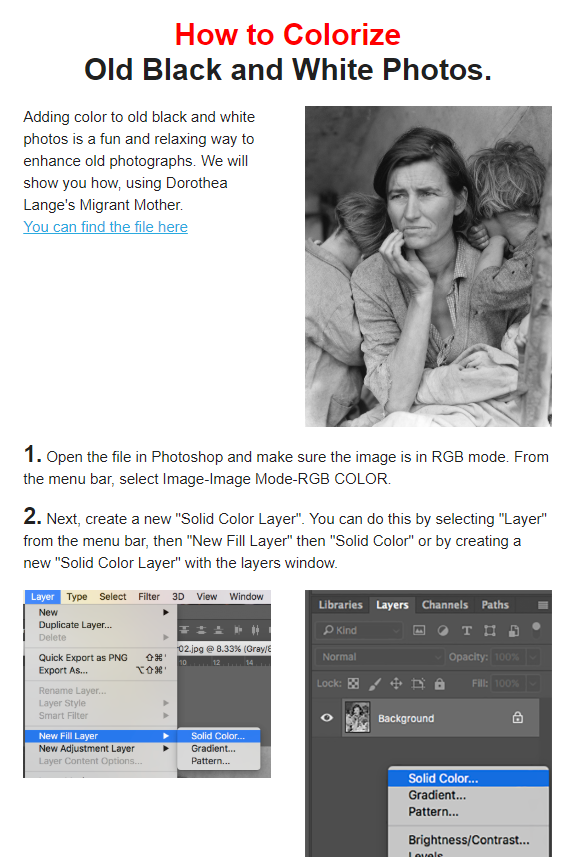 How to Colorize
Old Black and White Photos.
Adding color to old black and white
photos is a fun and relaxing way to
enhance old photographs. We will
show you how, using Dorothea
Lange's Migrant Mother.
You can find the file here
1. Open the file in Photoshop and make sure the image is in RGB mode. From
the menu bar, select Image-Image Mode-RGB COLOR.
2. Next, create a new "Solid Color Layer". You can do this by selecting "Layer"
from the menu bar, then "New Fill Layer" then "Solid Color" or by creating a
new "Solid Color Layer" with the layers window.
Layer Type Select Filter 3D View Window
New
Duplicate Layer...
Delete
Quick Export as PNG ⇧⌘'
Export As... ⌥⇧⌘'
Rename Layer...
Layer Style
Smart Filter
New Fill Layer
New Adjustment Layer
Layer Content Options...
Solid Color...
Gradient...
Pattern...
02.jpg @ 8.33% (Gray/8
10 12 14
Libraries Layers Channels Paths
Kind
Normal Opacity: 100%
Lock: Fill: 100%
Background
Solid Color...
Gradient...
Pattern...
Brightness/Contrast...
Levels